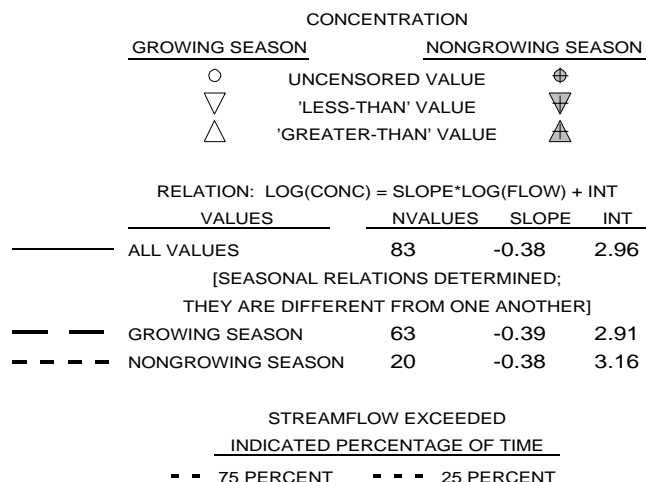 CONCENTRATION
GROWING SEASON NONGROWING SEASON
UNCENSORED VALUE
'LESS-THAN' VALUE
'GREATER-THAN' VALUE
RELATION: LOG(CONC) = SLOPE*LOG(FLOW) + INT
VALUES NVALUES SLOPE INT
ALL VALUES 83 -0.38 2.96
[SEASONAL RELATIONS DETERMINED;
THEY ARE DIFFERENT FROM ONE ANOTHER]
GROWING SEASON 63 -0.39 2.91
NONGROWING SEASON 20 -0.38 3.16
STREAMFLOW EXCEEDED
INDICATED PERCENTAGE OF TIME
75 PERCENT 25 PERCENT